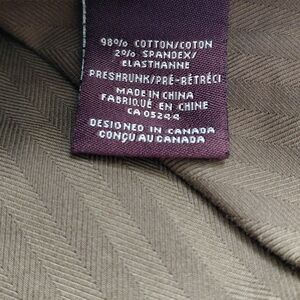 98% COTTON/COTON
2% SPANDEX/
ELASTHANNE
PRESHRUNK/PRÉ-RÉTRÉCI
MADE IN CHINA
FABRIQUÉ EN CHINE
CA 05244
DESIGNED IN CANADA
CONÇU AU CANADA